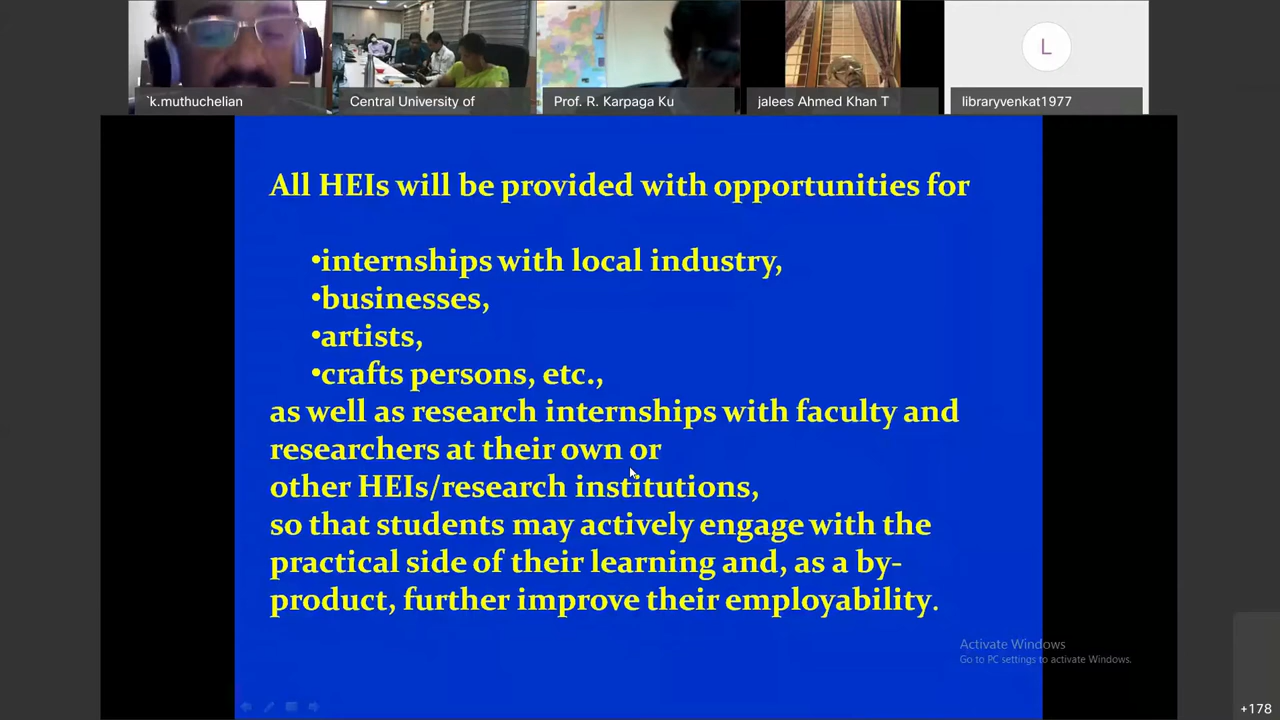 `k.muthuchelian
Central University of
Prof. R. Karpaga Ku
jalees Ahmed Khan T
L
libraryvenkat1977
All HEIs will be provided with opportunities for
•internships with local industry,
•businesses,
•artists,
•crafts persons, etc.,
as well as research internships with faculty and
researchers at their own or
other HEIs/research institutions,
so that students may actively engage with the
practical side of their learning and, as a by-
product, further improve their employability.
Activate Windows
Go to PC settings to activate Windows.
+178